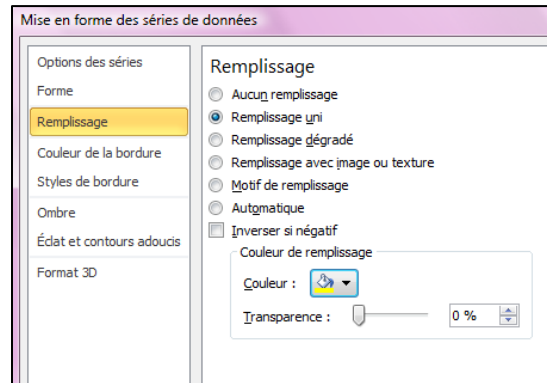 Mise en forme des séries de données
Options des séries
Forme
Remplissage
Couleur de la bordure
Styles de bordure
Ombre
Éclat et contours adoucis
Format 3D
Remplissage
Aucun remplissage
Remplissage uni
Remplissage dégradé
Remplissage avec image ou texture
Motif de remplissage
Automatique
Inverser si négatif
Couleur de remplissage
Couleur :
Transparence : 0 %